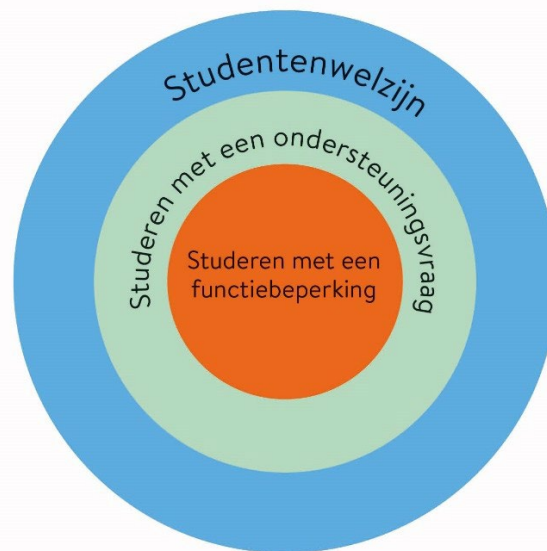 Studentenwelzijn
Studeren met een ondersteuningsvraag
Studeren met een
functiebeperking